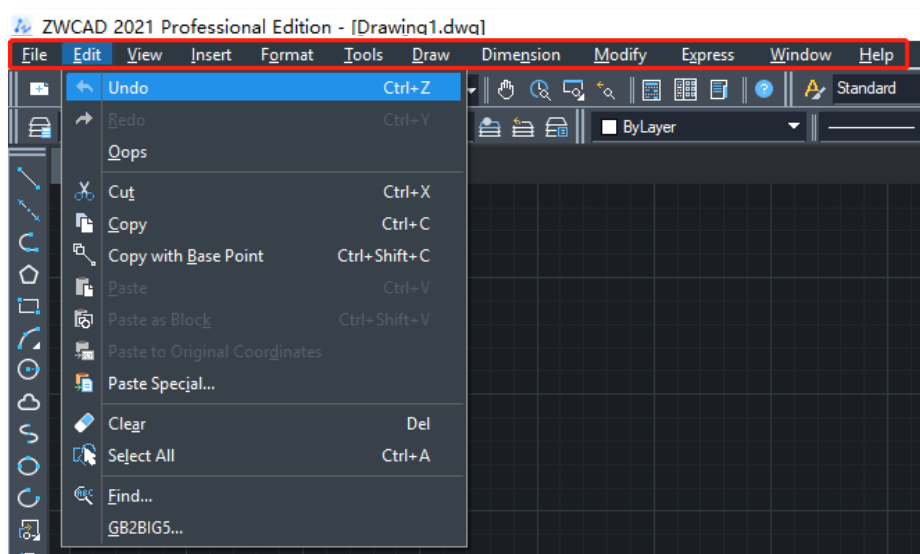 ZWCAD 2021 Professional Edition - [Drawing1.dwg]
File Edit View Insert Format Tools Draw Dimension Modify Express Window Help
Undo Ctrl+Z
Standard
Redo Ctrl+Y
ByLayer
Oops
Cut Ctrl+X
Copy Ctrl+C
Copy with Base Point Ctrl+Shift+C
Paste Ctrl+V
Paste as Block Ctrl+Shift+V
Paste to Original Coordinates
Paste Special...
Clear Del
Select All Ctrl+A
Find...
GB2BIG5...